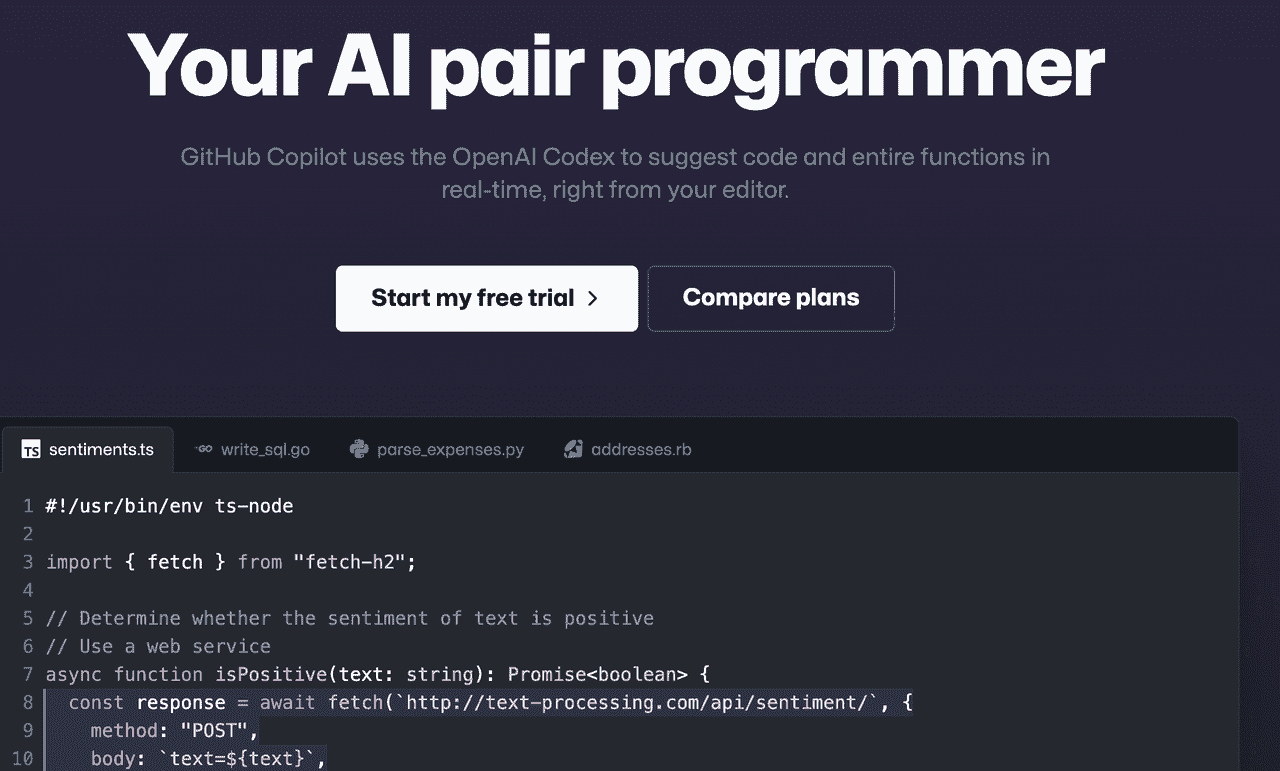 Your AI pair programmer
GitHub Copilot uses the OpenAI Codex to suggest code and entire functions in
real-time, right from your editor.
Start my free trial >
Compare plans
TS sentiments.ts
GO write_sql.go
parse_expenses.py
addresses.rb
1 #!/usr/bin/env ts-node
2
3 import { fetch } from "fetch-h2";
4
5 // Determine whether the sentiment of text is positive
6 // Use a web service
7 async function isPositive(text: string): Promise<boolean> {
8 const response = await fetch(`http://text-processing.com/api/sentiment/`, {
9 method: "POST",
10 body: `text=${text}`,